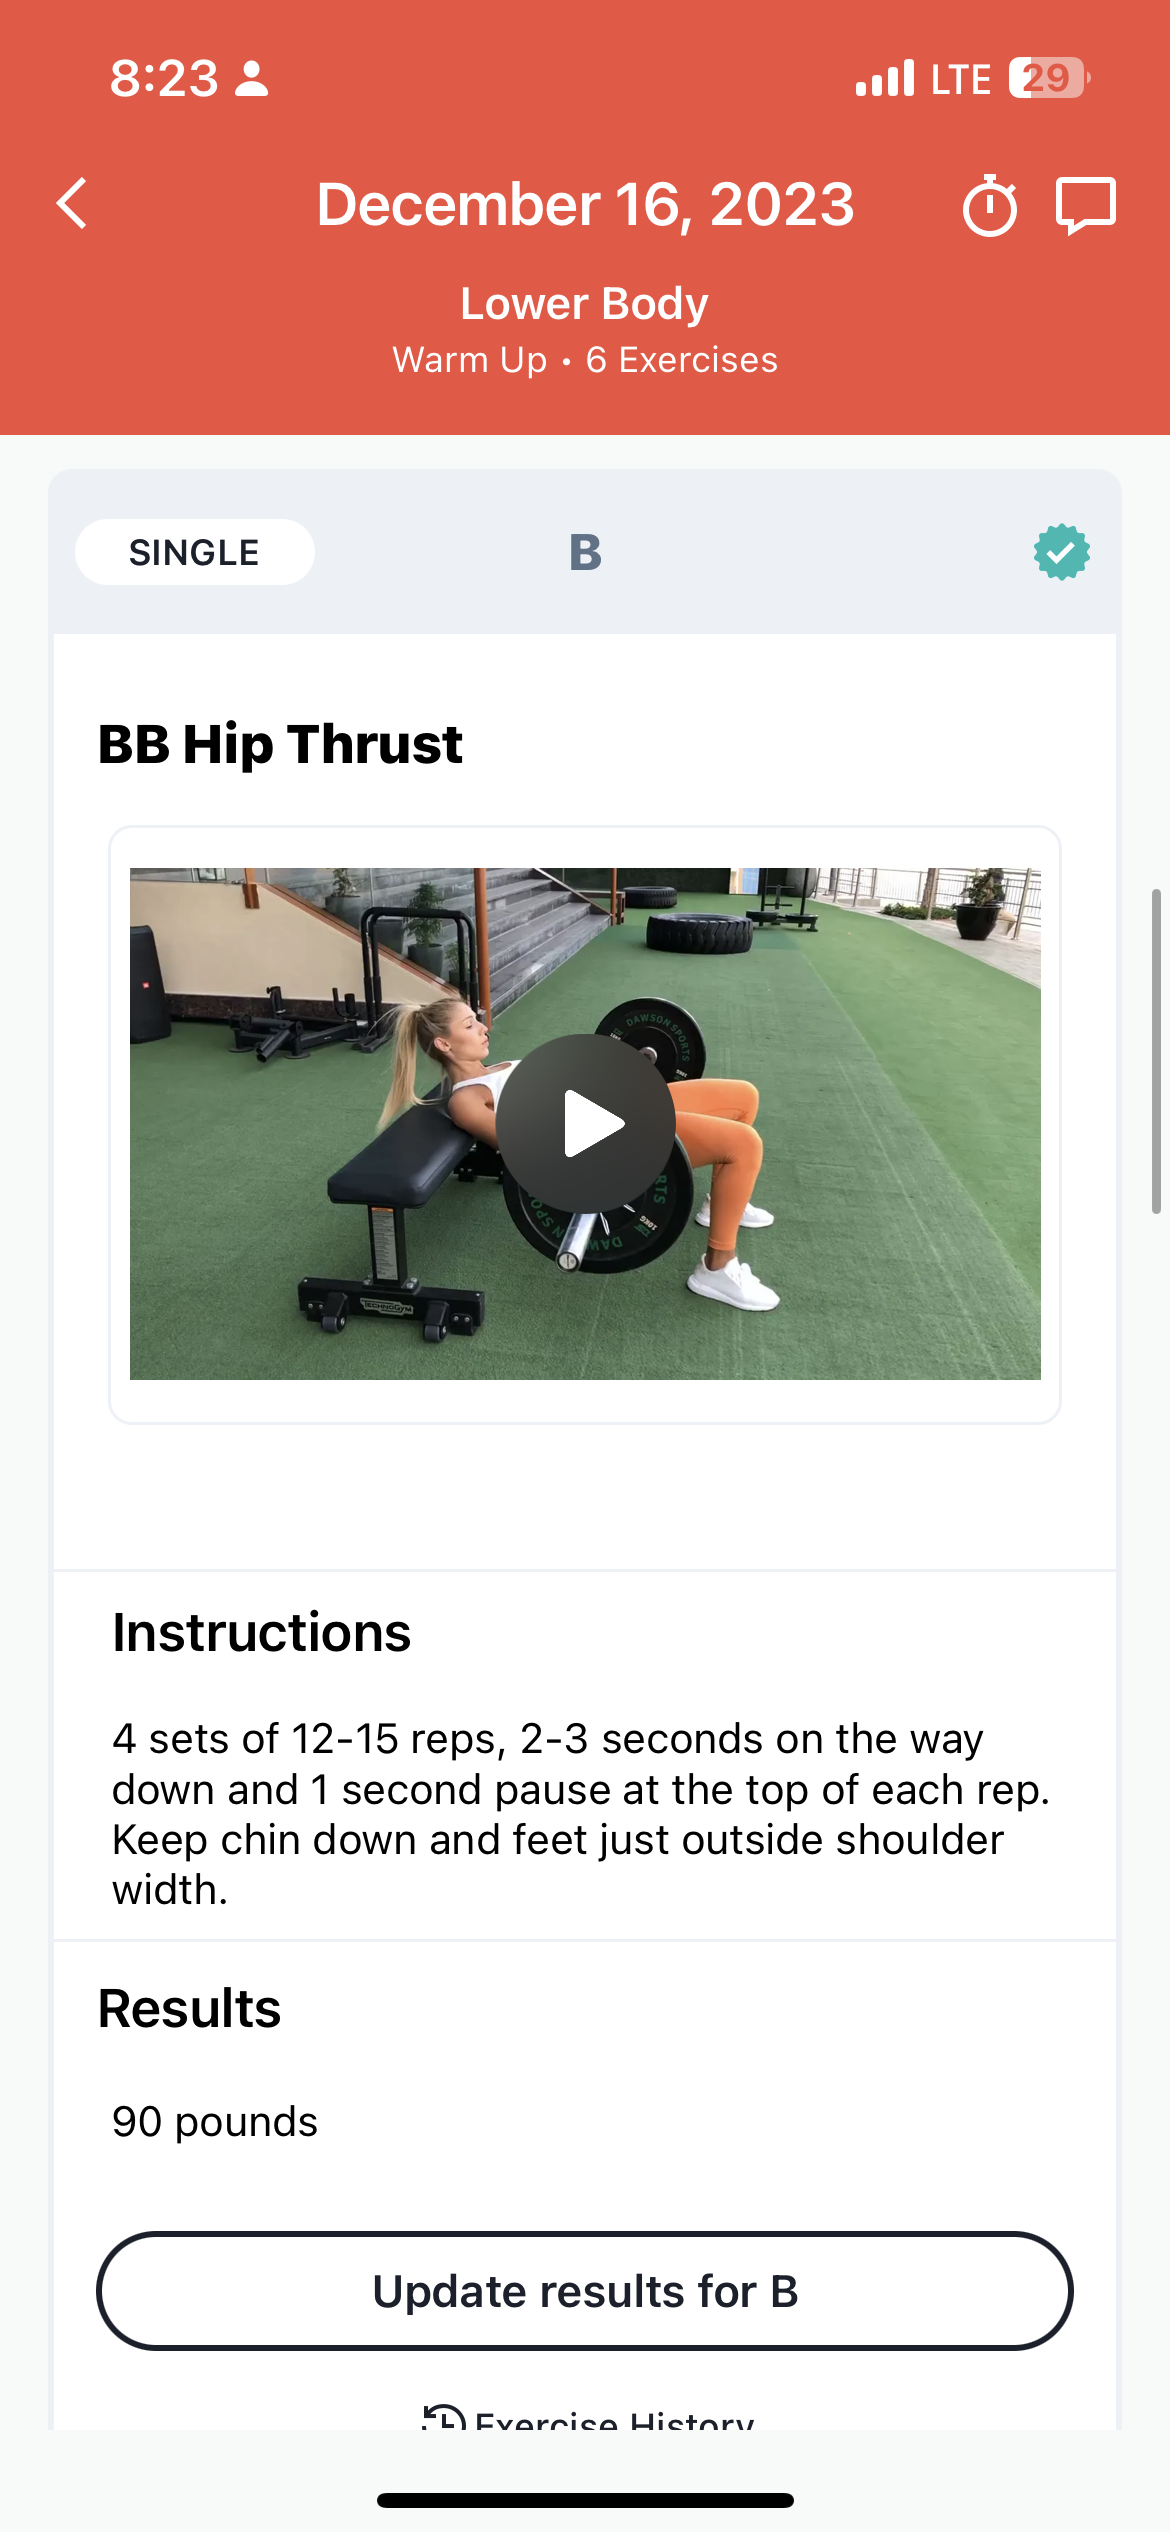 8:23
LTE 29
December 16, 2023
Lower Body
Warm Up • 6 Exercises
SINGLE
B
BB Hip Thrust
DAWSON SPORTS
TECHNOGYM
10KG
Instructions
4 sets of 12-15 reps, 2-3 seconds on the way
down and 1 second pause at the top of each rep.
Keep chin down and feet just outside shoulder
width.
Results
90 pounds
Update results for B
Exercise History